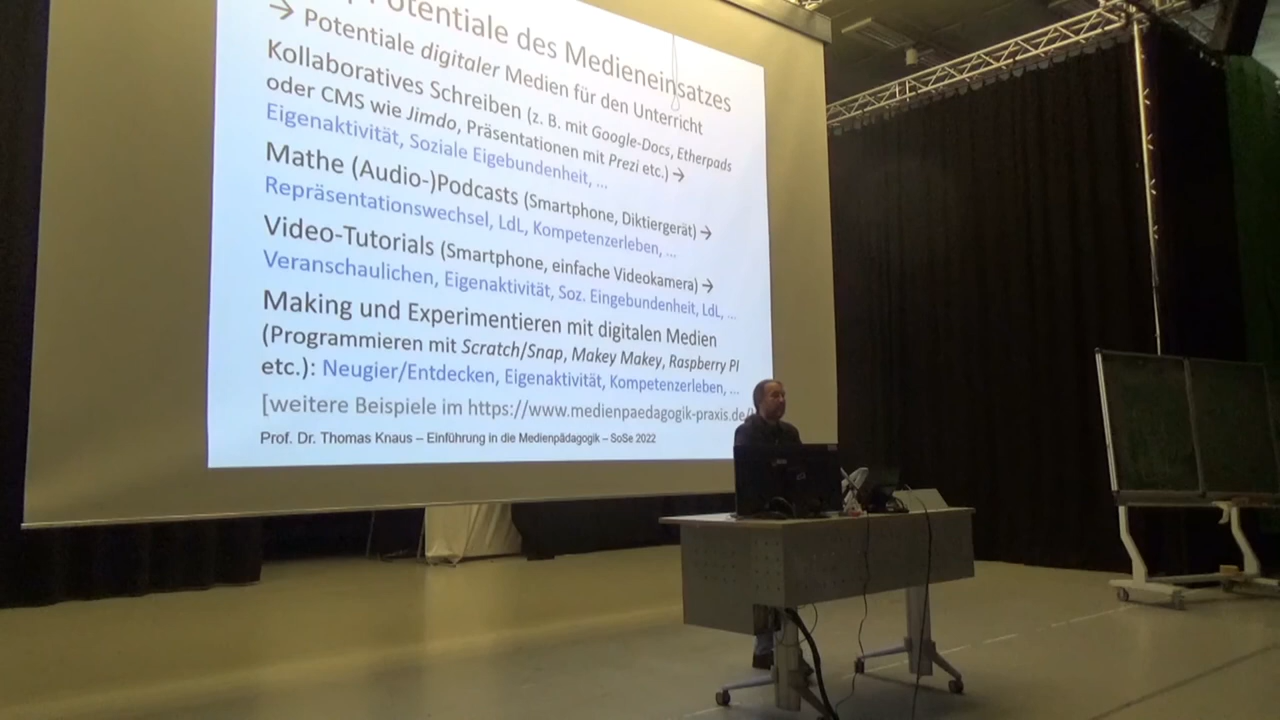 Potentiale des Medieneinsatzes
→ Potentiale digitaler Medien für den Unterricht
Kollaboratives Schreiben (z. B. mit Google-Docs, Etherpads
oder CMS wie Jimdo, Präsentationen mit Prezi etc.) →
Eigenaktivität, Soziale Eigebundenheit, ...
Mathe (Audio-)Podcasts (Smartphone, Diktiergerät) →
Repräsentationswechsel, LdL, Kompetenzerleben, ...
Video-Tutorials (Smartphone, einfache Videokamera) →
Veranschaulichen, Eigenaktivität, Soz. Eingebundenheit, LdL, ...
Making und Experimentieren mit digitalen Medien
(Programmieren mit Scratch/Snap, Makey Makey, Raspberry PI
etc.): Neugier/Entdecken, Eigenaktivität, Kompetenzerleben, ...
[weitere Beispiele im https://www.medienpaedagogik-praxis.de/
Prof. Dr. Thomas Knaus – Einführung in die Medienpädagogik – SoSe 2022